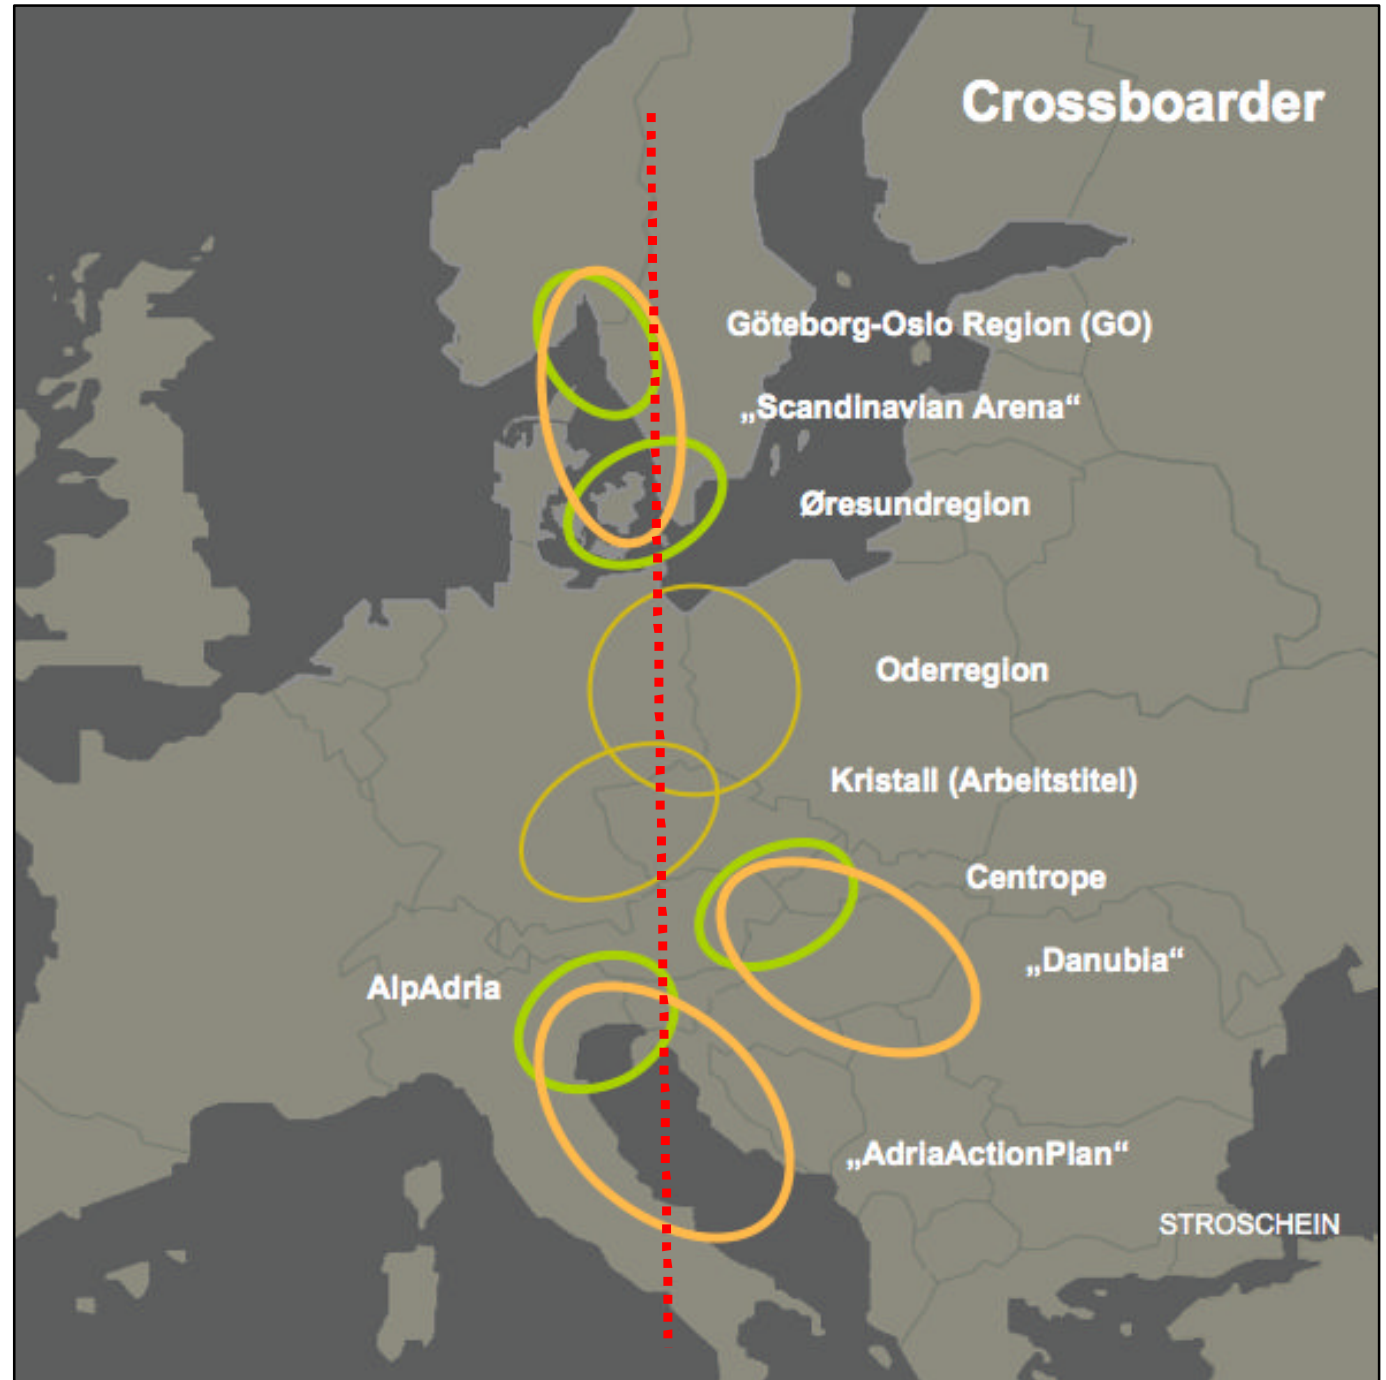 Crossboarder
Göteborg-Oslo Region (GO)
„Scandinavian Arena“
Øresundregion
Oderregion
Kristall (Arbeitstitel)
Centrope
„Danubia“
AlpAdria
„AdriaActionPlan“
STROSCHEIN